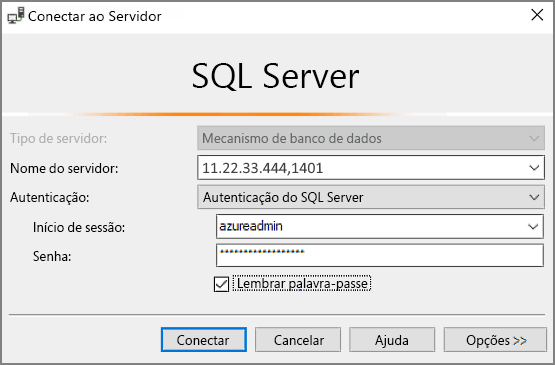 Conectar ao Servidor
SQL Server
Tipo de servidor: Mecanismo de banco de dados
Nome do servidor: 11.22.33.444,1401
Autenticação: Autenticação do SQL Server
Início de sessão: azureadmin
Senha: ******************
Lembrar palavra-passe
Conectar Cancelar Ajuda Opções >>